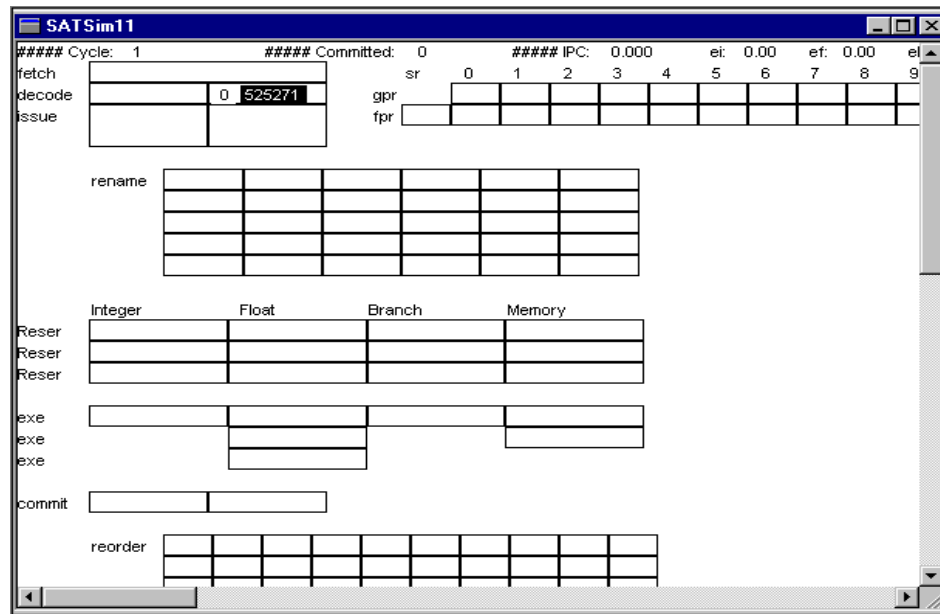 SATSim11
##### Cycle: 1 ##### Committed: 0 ##### IPC: 0.000 ei: 0.00 ef: 0.00 el
fetch sr 0 1 2 3 4 5 6 7 8 9
decode 0 525271 gpr
issue fpr
rename
Integer Float Branch Memory
Reser
Reser
Reser
exe
exe
exe
commit
reorder